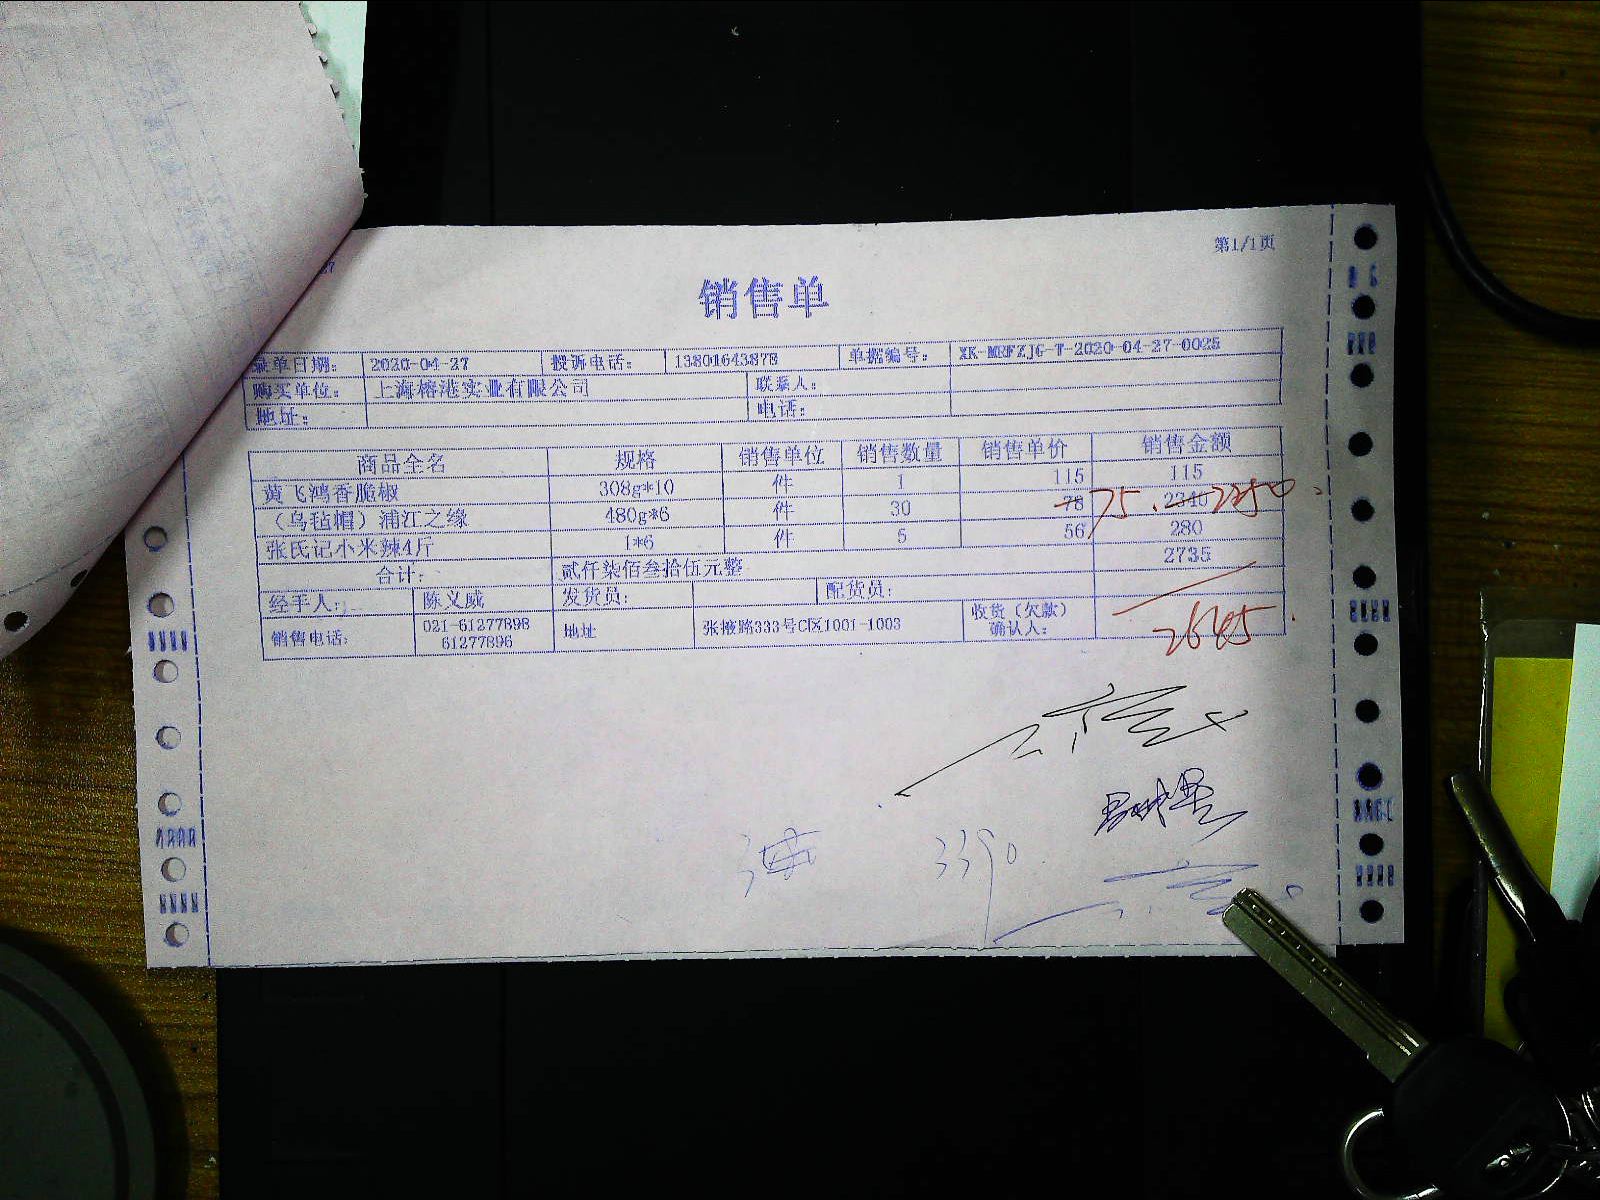 第1/1页
销售单
录单日期： 2020-04-27 投诉电话： 13801643878 单据编号： XK-MRFZJG-T-2020-04-27-0025
购买单位： 上海榕港实业有限公司 联系人：
地址： 电话：
商品全名 规格 销售单位 销售数量 销售单价 销售金额
黄飞鸿香脆椒 308g*10 件 1 115 115
（乌毡帽）浦江之缘 480g*6 件 30 78 75. 2340 2250
张氏记小米辣4斤 1*6 件 5 56 280
合计： 贰仟柒佰叁拾伍元整 2735
经手人： 陈义威 发货员： 配货员：
销售电话： 021-61277898 61277896 地址 张掖路333号C区1001-1003 收货（欠款）确认人： 2645.
3390